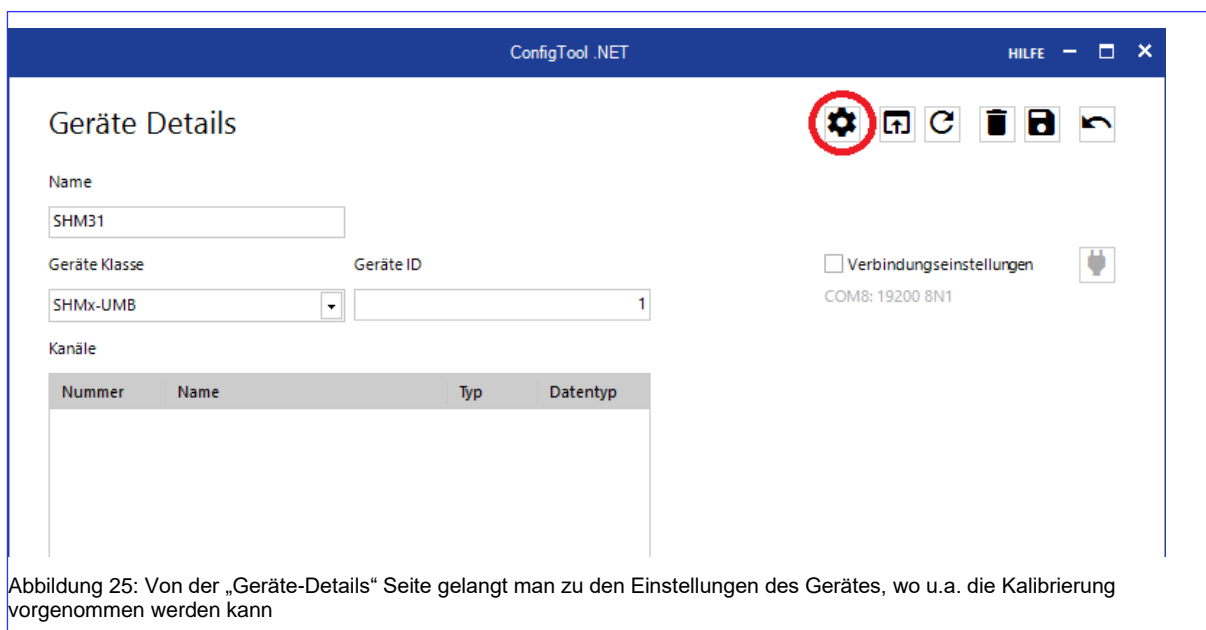 ConfigTool .NET
HILFE
Geräte Details
Name
SHM31
Geräte Klasse
Geräte ID
Verbindungseinstellungen
SHMx-UMB
1
COM8: 19200 8N1
Kanäle
Nummer Name Typ Datentyp
Abbildung 25: Von der „Geräte-Details“ Seite gelangt man zu den Einstellungen des Gerätes, wo u.a. die Kalibrierung
vorgenommen werden kann